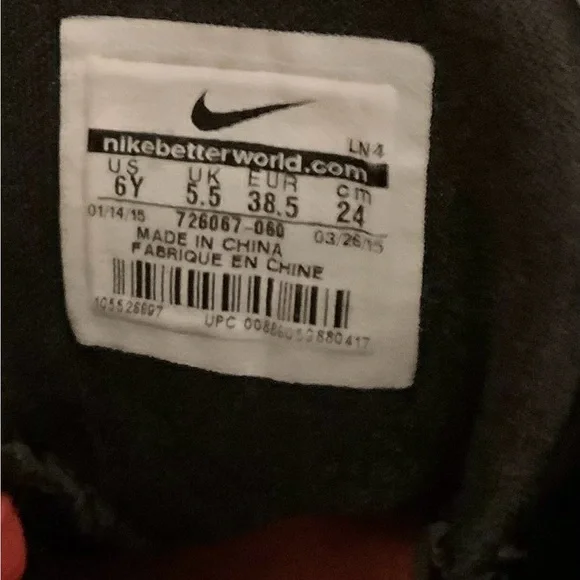 LN4
nikebetterworld.com
US UK EUR cm
6Y 5.5 38.5 24
01/14/15 726067-060 03/26/15
MADE IN CHINA
FABRIQUE EN CHINE
UPC